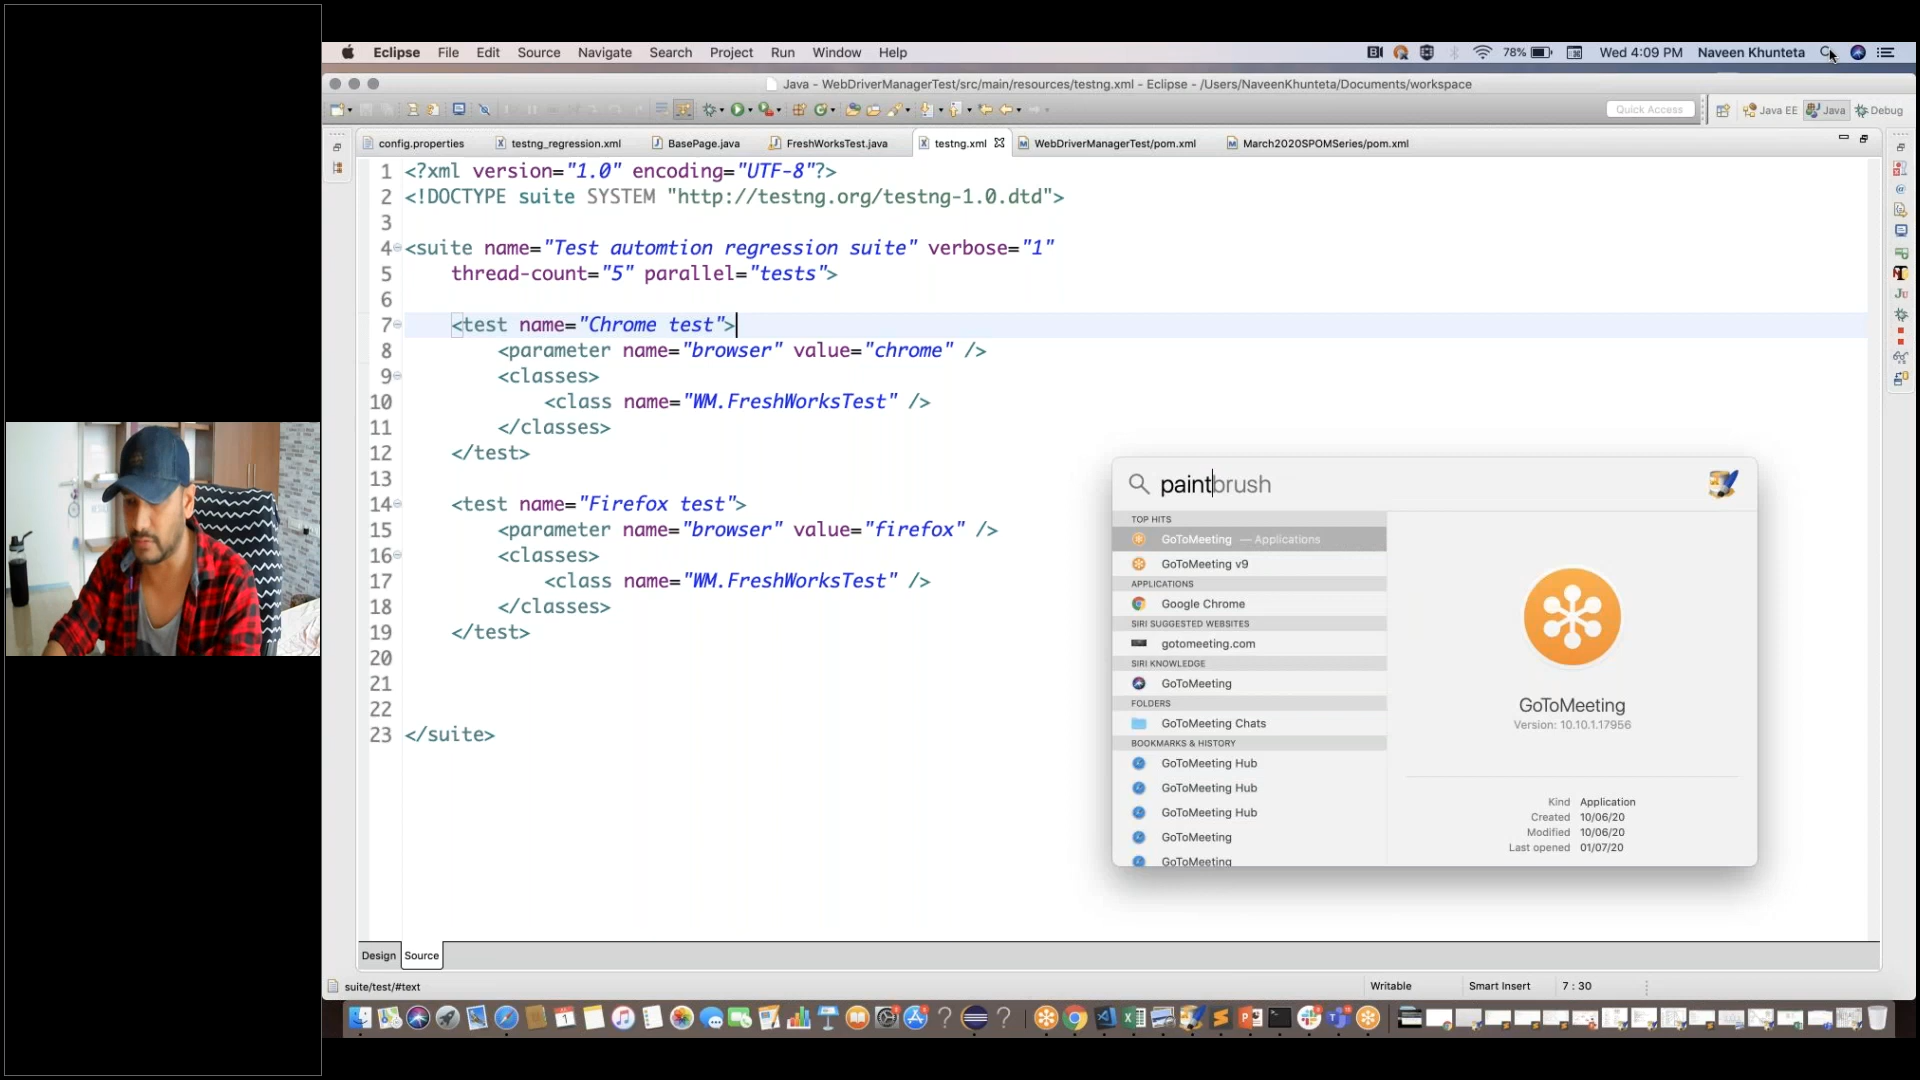 Eclipse File Edit Source Navigate Search Project Run Window Help
78% Wed 4:09 PM Naveen Khunteta
Java - WebDriverManagerTest/src/main/resources/testng.xml - Eclipse - /Users/NaveenKhunteta/Documents/workspace
Quick Access Java EE Java Debug
config.properties testng_regression.xml BasePage.java FreshWorksTest.java testng.xml WebDriverManagerTest/pom.xml March2020SPOMSeries/pom.xml
1 <?xml version="1.0" encoding="UTF-8"?>
2 <!DOCTYPE suite SYSTEM "http://testng.org/testng-1.0.dtd">
3
4 <suite name="Test automtion regression suite" verbose="1"
5 thread-count="5" parallel="tests">
6
7 <test name="Chrome test">
8 <parameter name="browser" value="chrome" />
9 <classes>
10 <class name="WM.FreshWorksTest" />
11 </classes>
12 </test>
13
14 <test name="Firefox test">
15 <parameter name="browser" value="firefox" />
16 <classes>
17 <class name="WM.FreshWorksTest" />
18 </classes>
19 </test>
20
21
22
23 </suite>
paintbrush
TOP HITS
GoToMeeting — Applications
GoToMeeting v9
APPLICATIONS
Google Chrome
SIRI SUGGESTED WEBSITES
gotomeeting.com
SIRI KNOWLEDGE
GoToMeeting
FOLDERS
GoToMeeting Chats
BOOKMARKS & HISTORY
GoToMeeting Hub
GoToMeeting Hub
GoToMeeting Hub
GoToMeeting
GoToMeeting
GoToMeeting
Version: 10.10.1.17956
Kind Application
Created 10/06/20
Modified 10/06/20
Last opened 01/07/20
Design Source
suite/test/#text Writable Smart Insert 7 : 30